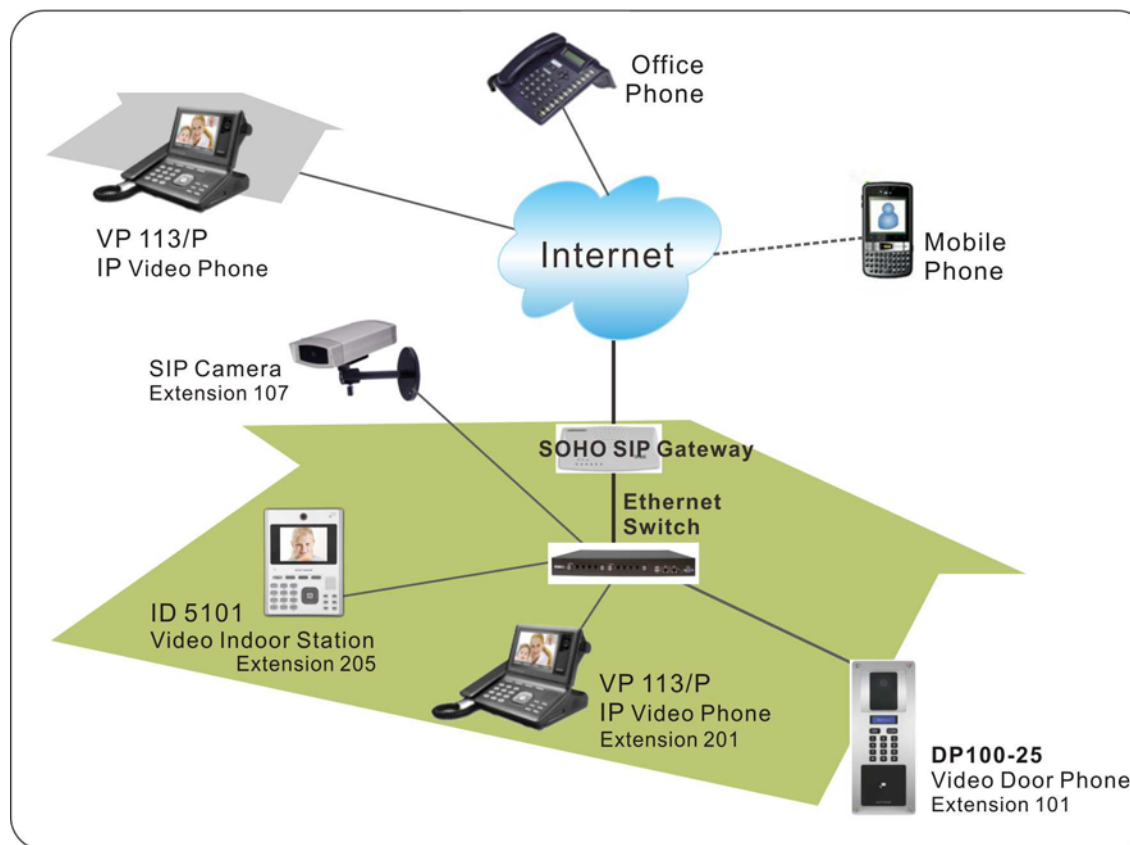 Office
Phone
VP 113/P
IP Video Phone
Internet
Mobile
Phone
SIP Camera
Extension 107
SOHO SIP Gateway
Ethernet
Switch
ID 5101
Video Indoor Station
Extension 205
VP 113/P
IP Video Phone
Extension 201
DP100-25
Video Door Phone
Extension 101